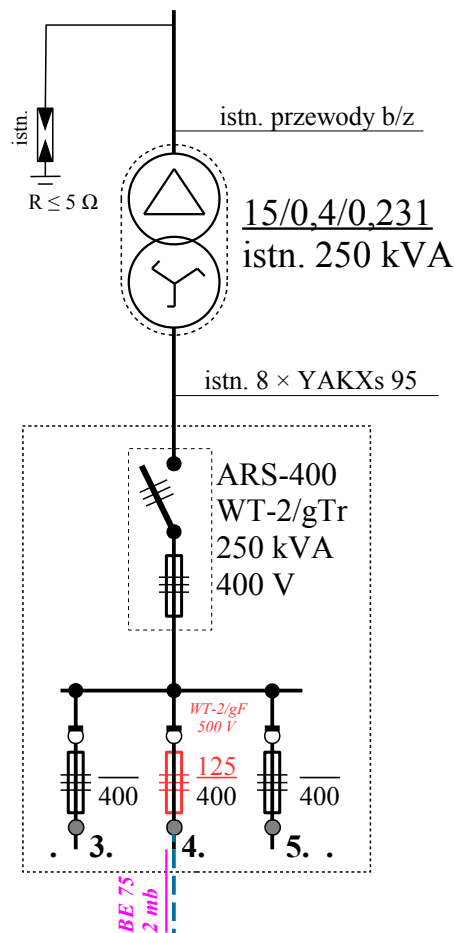 istn. przewody b/z
istn.
R ≤ 5 Ω
15/0,4/0,231
istn. 250 kVA
istn. 8 × YAKXs 95
ARS-400
WT-2/gTr
250 kVA
400 V
WT-2/gF
500 V
125
400
400
400
. 3.
4.
5. .
BE 75
2 mb